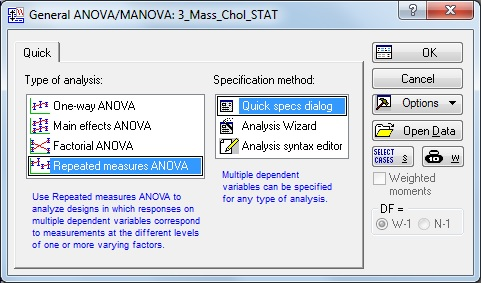 General ANOVA/MANOVA: 3_Mass_Chol_STAT
?
Quick
Type of analysis:
One-way ANOVA
Main effects ANOVA
Factorial ANOVA
Repeated measures ANOVA
Use Repeated measures ANOVA to
analyze designs in which responses on
multiple dependent variables correspond
to measurements at the different levels
of one or more varying factors.
Specification method:
Quick specs dialog
Analysis Wizard
Analysis syntax editor
Multiple dependent
variables can be specified
for any type of analysis.
OK
Cancel
Options
Open Data
SELECT CASES S
W
Weighted
moments
DF =
W-1 N-1